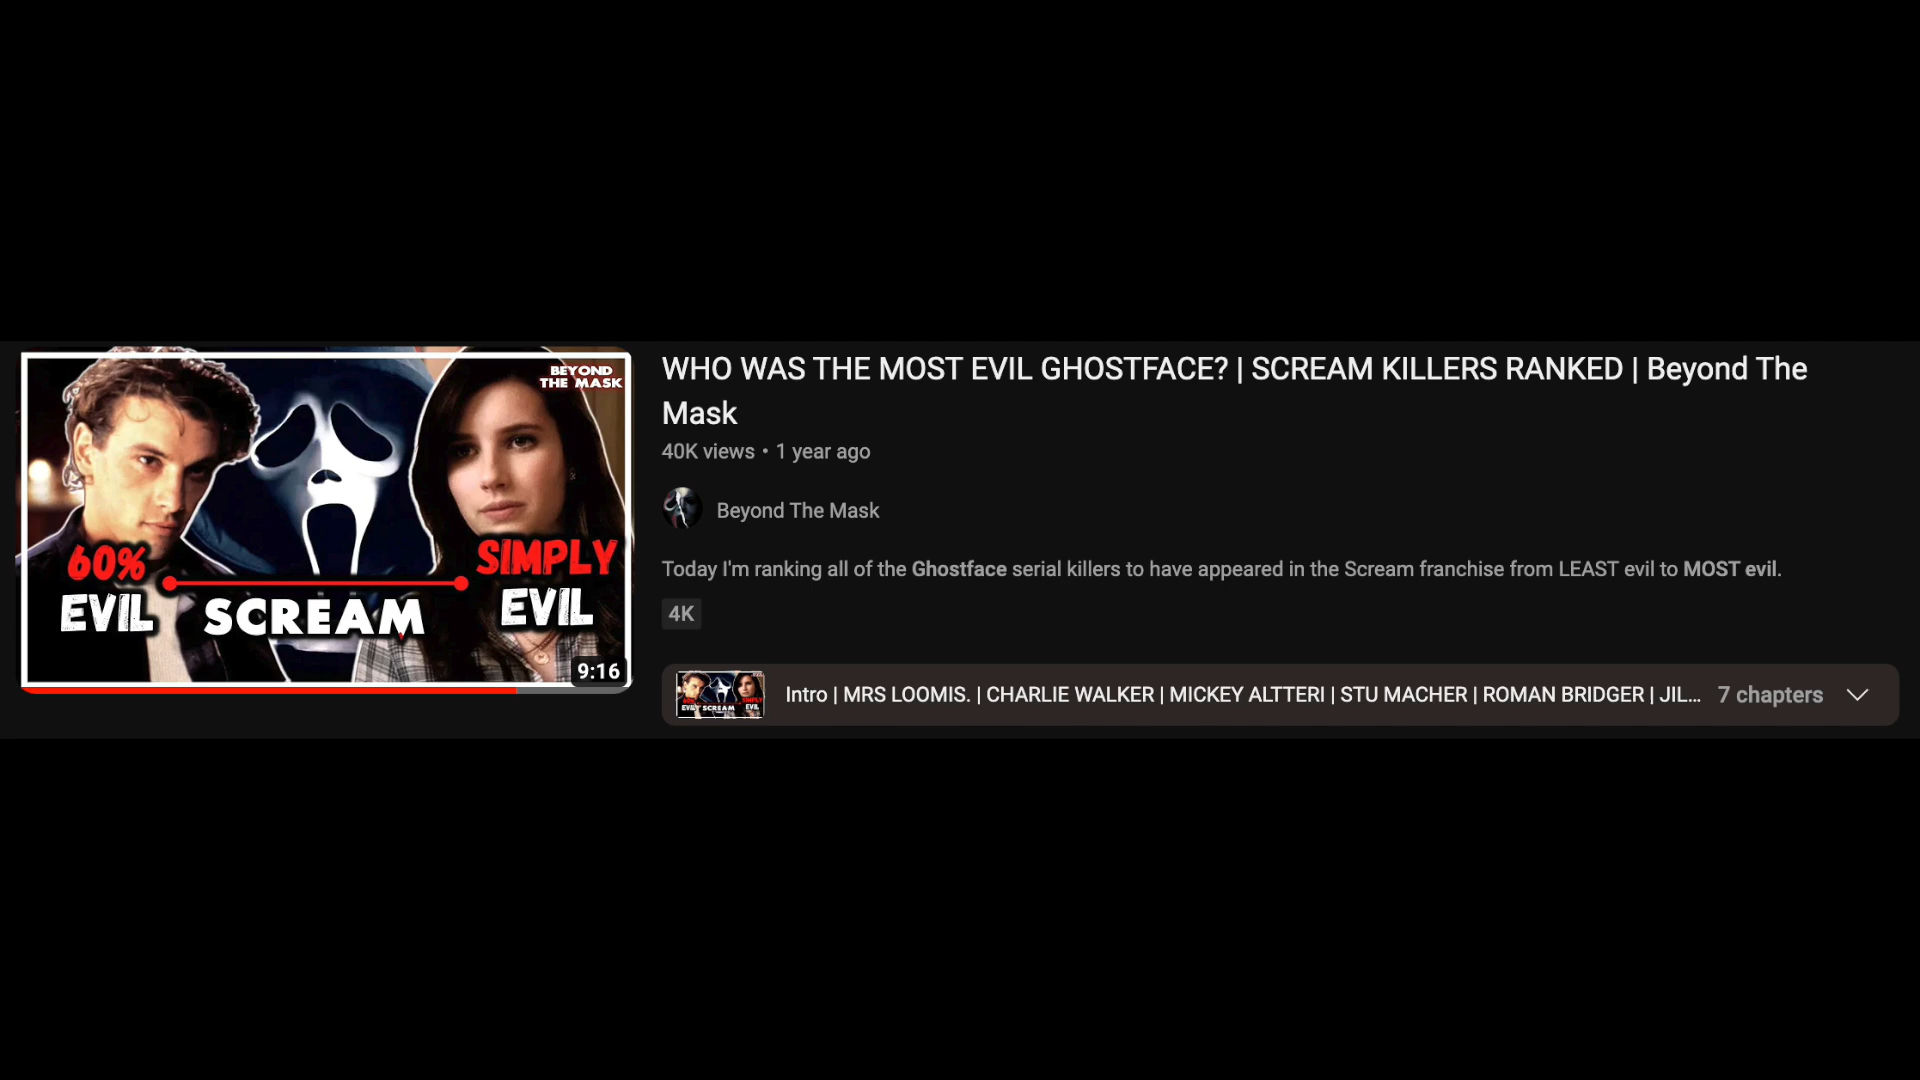 BEYOND
THE MASK
60%
EVIL
SCREAM
SIMPLY
EVIL
9:16
WHO WAS THE MOST EVIL GHOSTFACE? | SCREAM KILLERS RANKED | Beyond The
Mask
40K views • 1 year ago
Beyond The Mask
Today I'm ranking all of the Ghostface serial killers to have appeared in the Scream franchise from LEAST evil to MOST evil.
4K
EVIL SCREAM EVIL
Intro | MRS LOOMIS. | CHARLIE WALKER | MICKEY ALTTERI | STU MACHER | ROMAN BRIDGER | JIL... 7 chapters